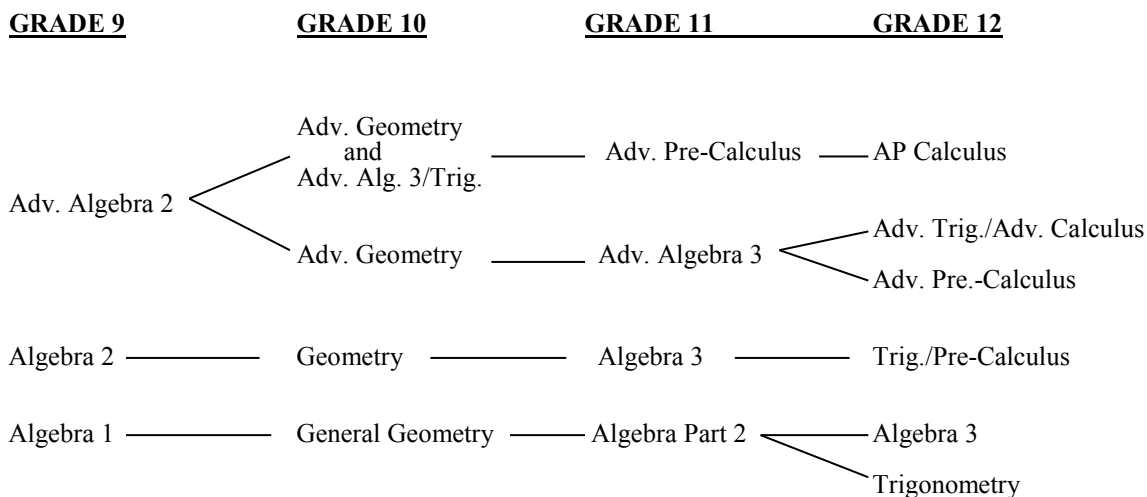 GRADE 9 GRADE 10 GRADE 11 GRADE 12
Adv. Geometry
and
Adv. Alg. 3/Trig.
Adv. Pre-Calculus
AP Calculus
Adv. Algebra 2
Adv. Geometry
Adv. Algebra 3
Adv. Trig./Adv. Calculus
Adv. Pre.-Calculus
Algebra 2 Geometry Algebra 3 Trig./Pre-Calculus
Algebra 1 General Geometry Algebra Part 2 Algebra 3
Trigonometry